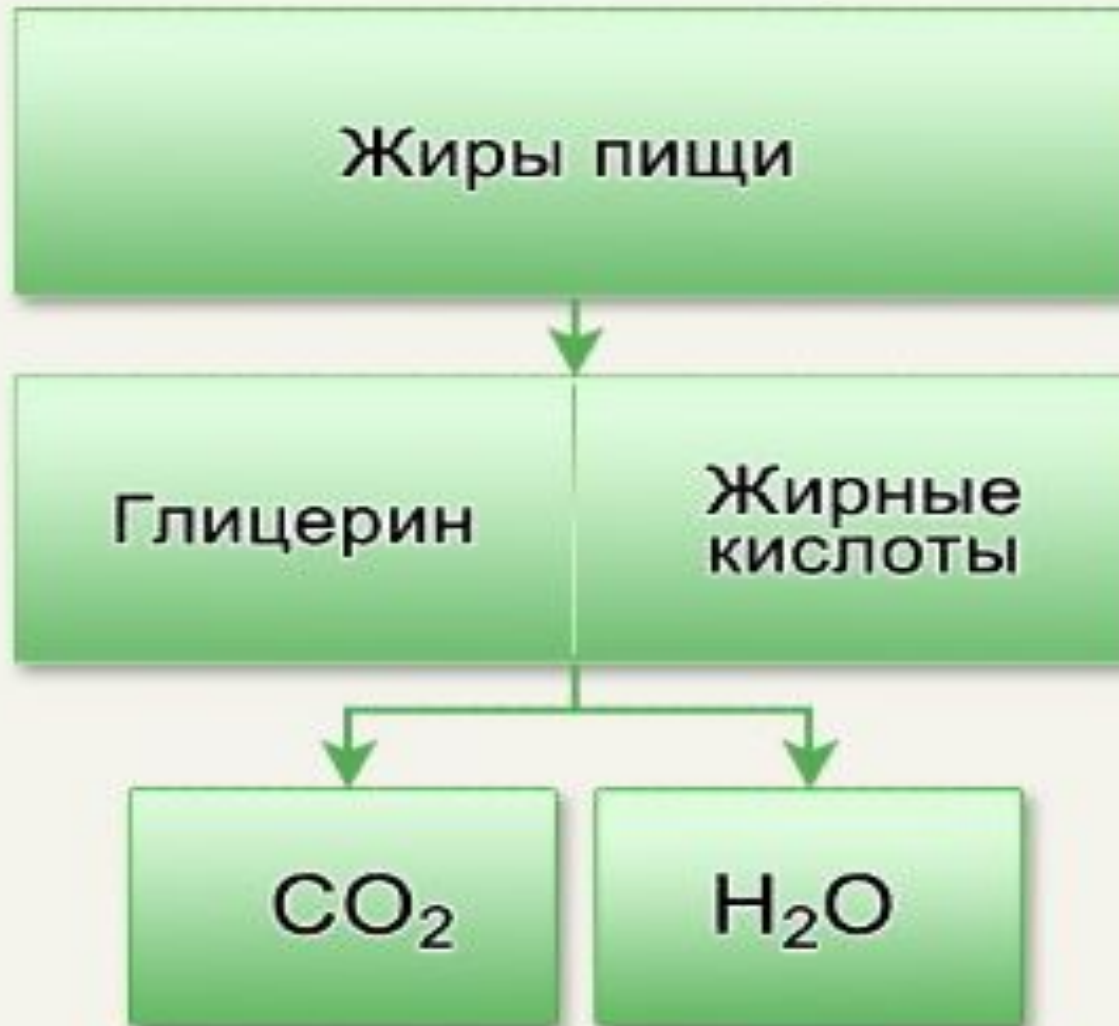 Жиры пищи
Глицерин
Жирные
кислоты
CO₂
H₂O